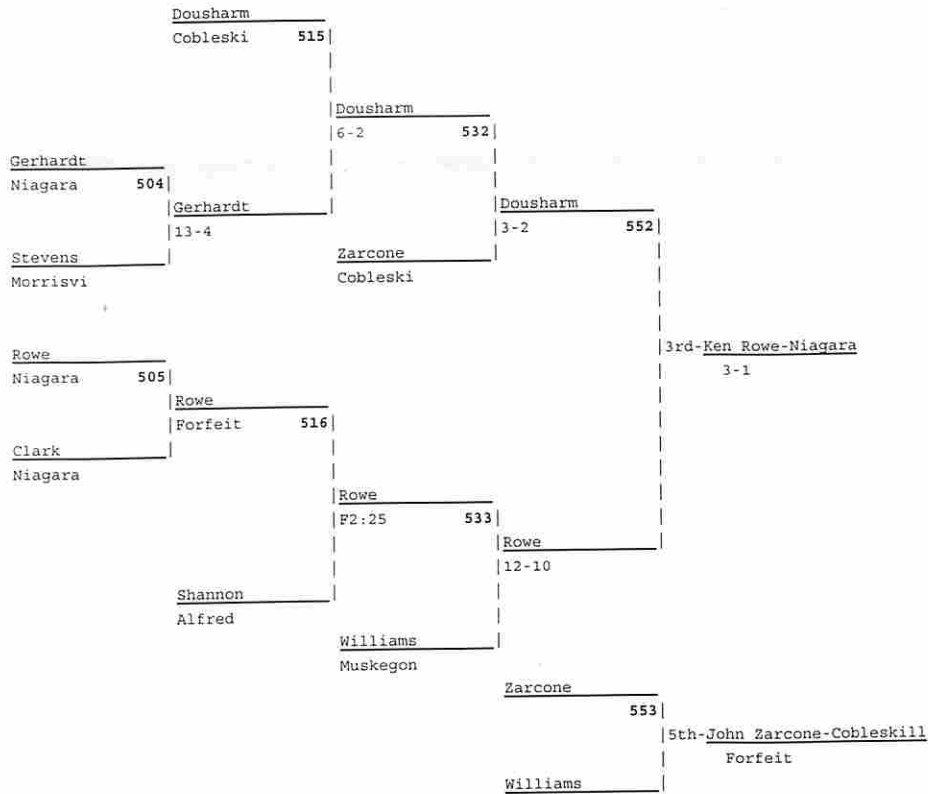 Dousharm
Cobleski 515
Dousharm
6-2 532
Gerhardt
Niagara 504
Gerhardt
13-4
Dousharm
3-2 552
Stevens
Morrisvi
Zarcone
Cobleski
Rowe
Niagara 505
3rd-Ken Rowe-Niagara
3-1
Rowe
Forfeit 516
Clark
Niagara
Rowe
F2:25 533
Rowe
12-10
Shannon
Alfred
Williams
Muskegon
Zarcone
553
5th-John Zarcone-Cobleskill
Forfeit
Williams